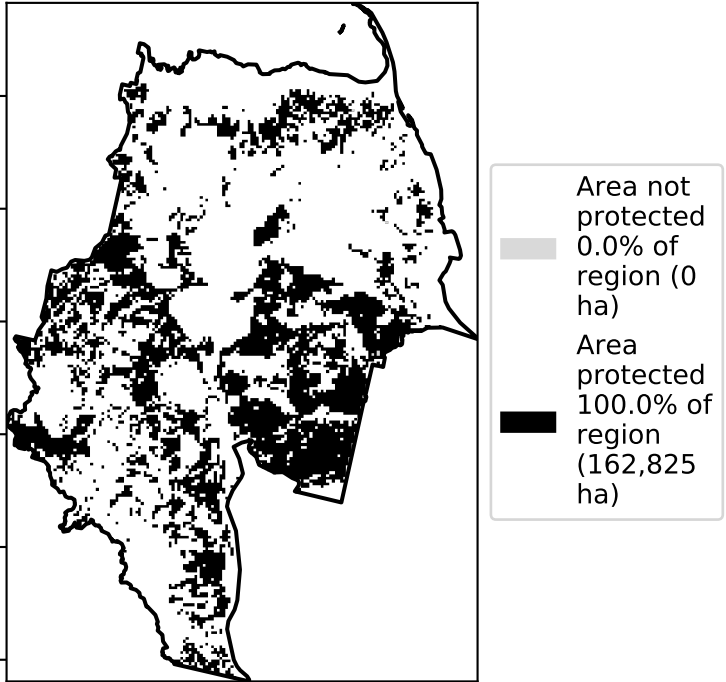 Area not
protected
0.0% of
region (0
ha)
Area
protected
100.0% of
region
(162,825
ha)